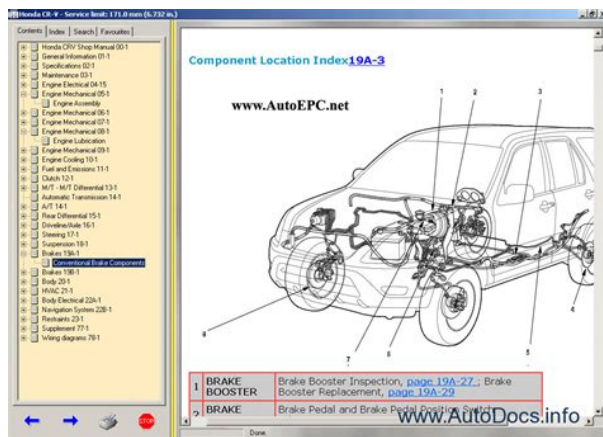 Honda CR-V - Service limit: 171.0 mm (6.732 in.)
Contents Index Search Favourites
Honda CRV Shop Manual 00-1
General Information 01-1
Specifications 02-1
Maintenance 03-1
Engine Electrical 04-15
Engine Mechanical 05-1
Engine Assembly
Engine Mechanical 06-1
Engine Mechanical 07-1
Engine Mechanical 08-1
Engine Lubrication
Engine Mechanical 09-1
Engine Cooling 10-1
Fuel and Emissions 11-1
Clutch 12-1
M/T - M/T Differential 13-1
Automatic Transmission 14-1
A/T 14-1
Rear Differential 15-1
Driveline/Axle 16-1
Steering 17-1
Suspension 18-1
Brakes 19A-1
Conventional Brake Components
Brakes 19B-1
Body 20-1
HVAC 21-1
Body Electrical 22A-1
Navigation System 22B-1
Restraints 23-1
Supplement 77-1
Wiring diagrams 78-1
STOP
Component Location Index19A-3
www.AutoEPC.net
1 2 3
4
5
6
7
1 BRAKE BOOSTER Brake Booster Inspection, page 19A-27 ; Brake
Booster Replacement, page 19A-29
2 BRAKE Brake Pedal and Brake Pedal Position Switch
www.AutoDocs.info
Done